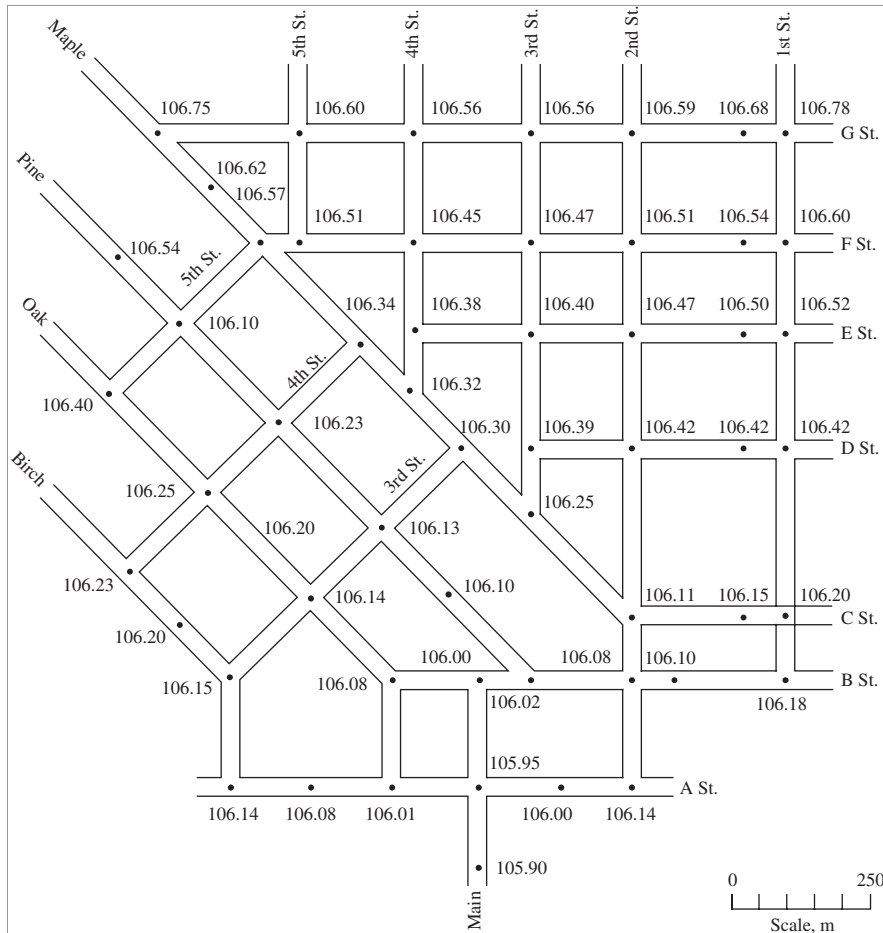 Maple
5th St.
4th St.
3rd St.
2nd St.
1st St.
106.75
106.60
106.56
106.56
106.59
106.68
106.78
G St.
Pine
106.62
106.57
106.51
106.45
106.47
106.51
106.54
106.60
F St.
106.54
5th St.
106.34
106.38
106.40
106.47
106.50
106.52
E St.
Oak
106.10
4th St.
106.40
106.32
106.23
106.30
106.39
106.42
106.42
106.42
D St.
Birch
3rd St.
106.25
106.25
106.20
106.13
106.23
106.10
106.14
106.11
106.15
106.20
C St.
106.20
106.00
106.08
106.10
106.15
106.08
106.02
106.18
B St.
105.95
A St.
106.14
106.08
106.01
106.00
106.14
105.90
Main
0
250
Scale, m